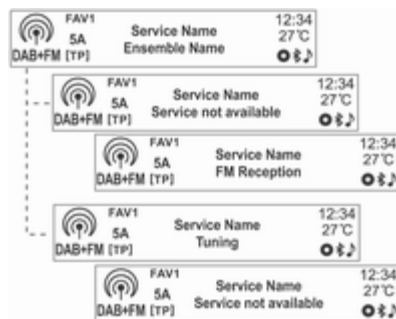 FAV1
5A
DAB+FM [TP]
Service Name
Ensemble Name
12:34
27℃
FAV1
5A
DAB+FM [TP]
Service Name
Service not available
12:34
27℃
FAV1
5A
DAB+FM [TP]
Service Name
FM Reception
12:34
27℃
FAV1
5A
DAB+FM [TP]
Service Name
Tuning
12:34
27℃
FAV1
5A
DAB+FM [TP]
Service Name
Service not available
12:34
27℃